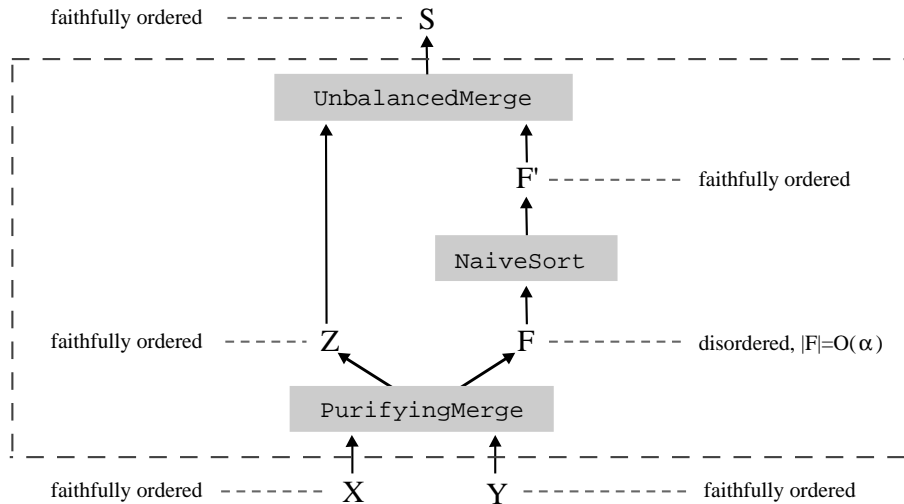 faithfully ordered S
UnbalancedMerge
F' faithfully ordered
NaiveSort
faithfully ordered Z F disordered, |F|=O(α)
PurifyingMerge
faithfully ordered X Y faithfully ordered